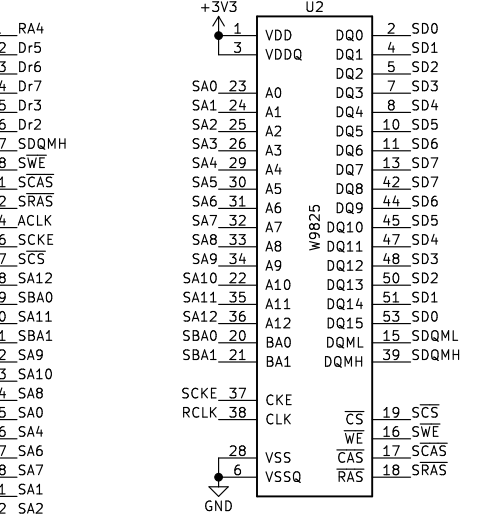 +3V3 U2
RA4
2 Dr5
3 Dr6
4 Dr7
5 Dr3
6 Dr2
7 SDQMH
8 SWE
1 SCAS
2 SRAS
4 ACLK
6 SCKE
7 SCS
8 SA12
9 SBA0
0 SA11
1 SBA1
2 SA9
3 SA10
4 SA8
5 SA0
6 SA4
7 SA6
8 SA7
1 SA1
2 SA2
1 VDD DQ0 2 SD0
3 VDDQ DQ1 4 SD1
DQ2 5 SD2
SA0 23 A0 DQ3 7 SD3
SA1 24 A1 DQ4 8 SD4
SA2 25 A2 DQ5 10 SD5
SA3 26 A3 DQ6 11 SD6
SA4 29 A4 DQ7 13 SD7
SA5 30 A5 DQ8 42 SD7
SA6 31 A6 DQ9 44 SD6
SA7 32 A7 DQ10 45 SD5
SA8 33 A8 DQ11 47 SD4
SA9 34 A9 DQ12 48 SD3
SA10 22 A10 DQ13 50 SD2
SA11 35 A11 DQ14 51 SD1
SA12 36 A12 DQ15 53 SD0
SBA0 20 BA0 DQML 15 SDQML
SBA1 21 BA1 DQMH 39 SDQMH
W9825
SCKE 37 CKE
RCLK 38 CLK CS 19 SCS
WE 16 SWE
28 VSS CAS 17 SCAS
6 VSSQ RAS 18 SRAS
GND